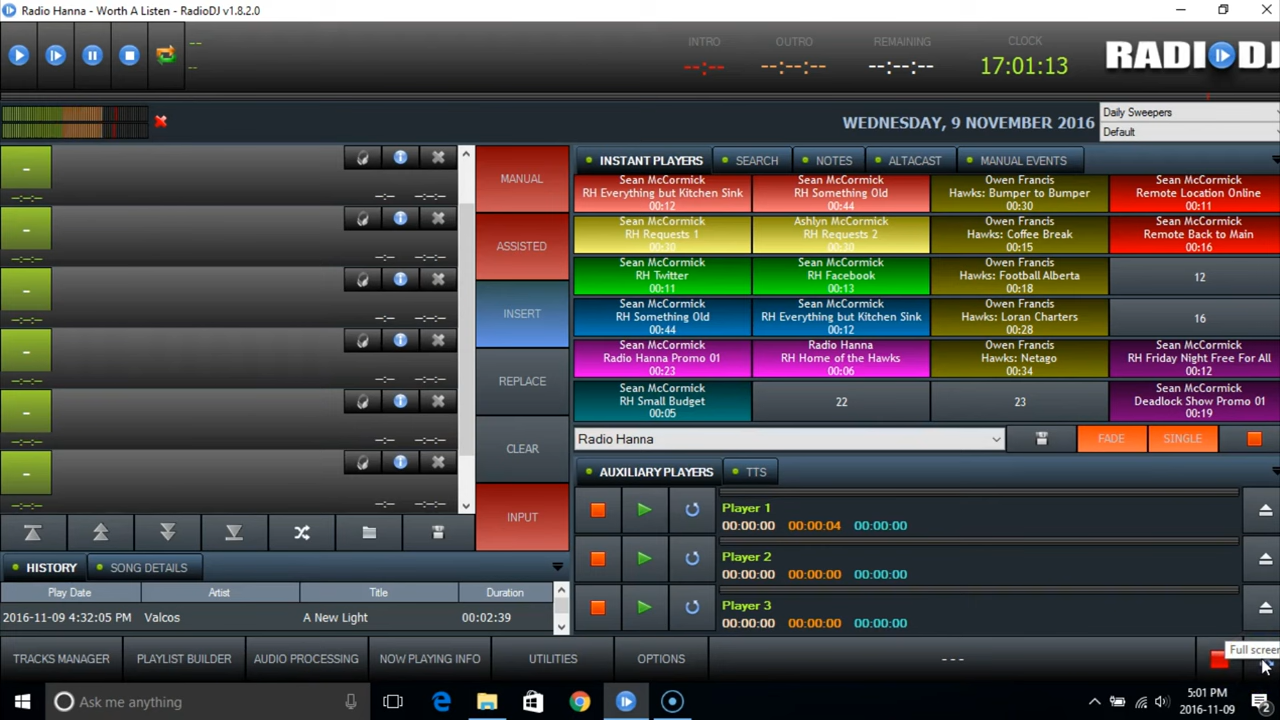 Radio Hanna - Worth A Listen - RadioDJ v1.8.2.0
--
--
INTRO
--:--
OUTRO
--:--:--
REMAINING
--:--:--
CLOCK
17:01:13
RADIODJ
WEDNESDAY, 9 NOVEMBER 2016
Daily Sweepers
Default
MANUAL
ASSISTED
INSERT
REPLACE
CLEAR
INPUT
INSTANT PLAYERS
SEARCH
NOTES
ALTACAST
MANUAL EVENTS
Sean McCormick
RH Everything but Kitchen Sink
00:12
Sean McCormick
RH Something Old
00:44
Owen Francis
Hawks: Bumper to Bumper
00:30
Sean McCormick
Remote Location Online
00:11
Sean McCormick
RH Requests 1
00:30
Ashlyn McCormick
RH Requests 2
00:30
Owen Francis
Hawks: Coffee Break
00:15
Sean McCormick
Remote Back to Main
00:16
Sean McCormick
RH Twitter
00:11
Sean McCormick
RH Facebook
00:13
Owen Francis
Hawks: Football Alberta
00:18
12
Sean McCormick
RH Something Old
00:44
Sean McCormick
RH Everything but Kitchen Sink
00:12
Owen Francis
Hawks: Loran Charters
00:28
16
Sean McCormick
Radio Hanna Promo 01
00:23
Radio Hanna
RH Home of the Hawks
00:06
Owen Francis
Hawks: Netago
00:34
Sean McCormick
RH Friday Night Free For All
00:12
Sean McCormick
RH Small Budget
00:05
22
23
Sean McCormick
Deadlock Show Promo 01
00:19
Radio Hanna
FADE
SINGLE
AUXILIARY PLAYERS
TTS
Player 1
00:00:00 00:00:04 00:00:00
Player 2
00:00:00 00:00:00 00:00:00
Player 3
00:00:00 00:00:00 00:00:00
HISTORY
SONG DETAILS
Play Date Artist Title Duration
2016-11-09 4:32:05 PM Valcos A New Light 00:02:39
TRACKS MANAGER
PLAYLIST BUILDER
AUDIO PROCESSING
NOW PLAYING INFO
UTILITIES
OPTIONS
---
Full screen
Ask me something
5:01 PM
2016-11-09
2